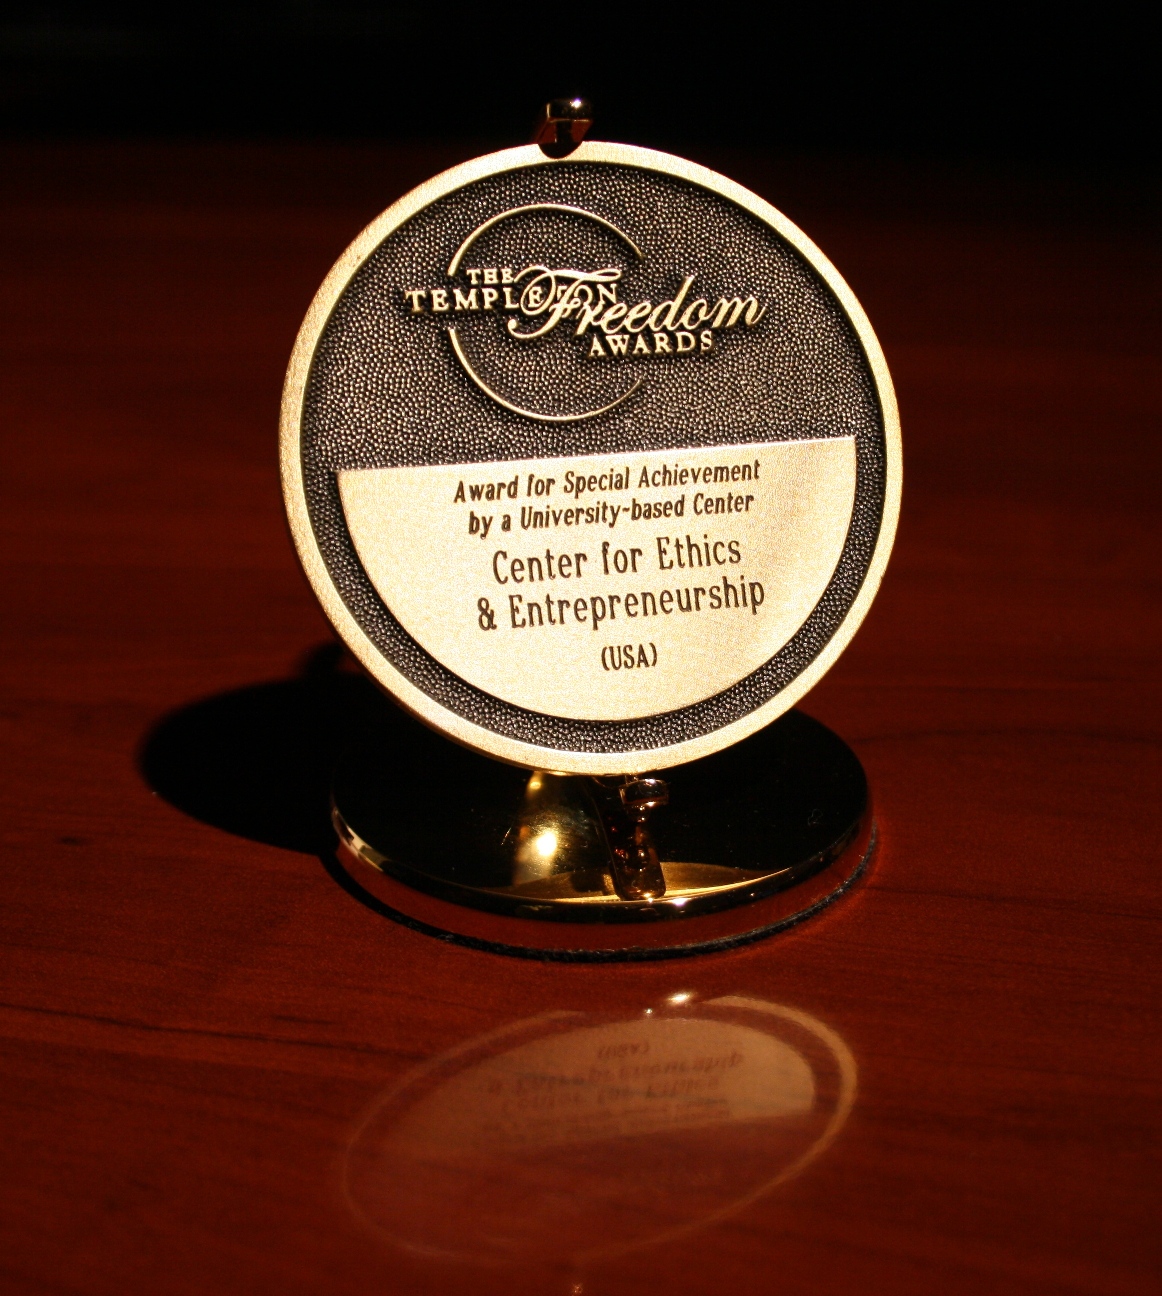 THE
TEMPLETON Freedom
AWARDS
Award for Special Achievement
by a University-based Center
Center for Ethics
& Entrepreneurship
(USA)